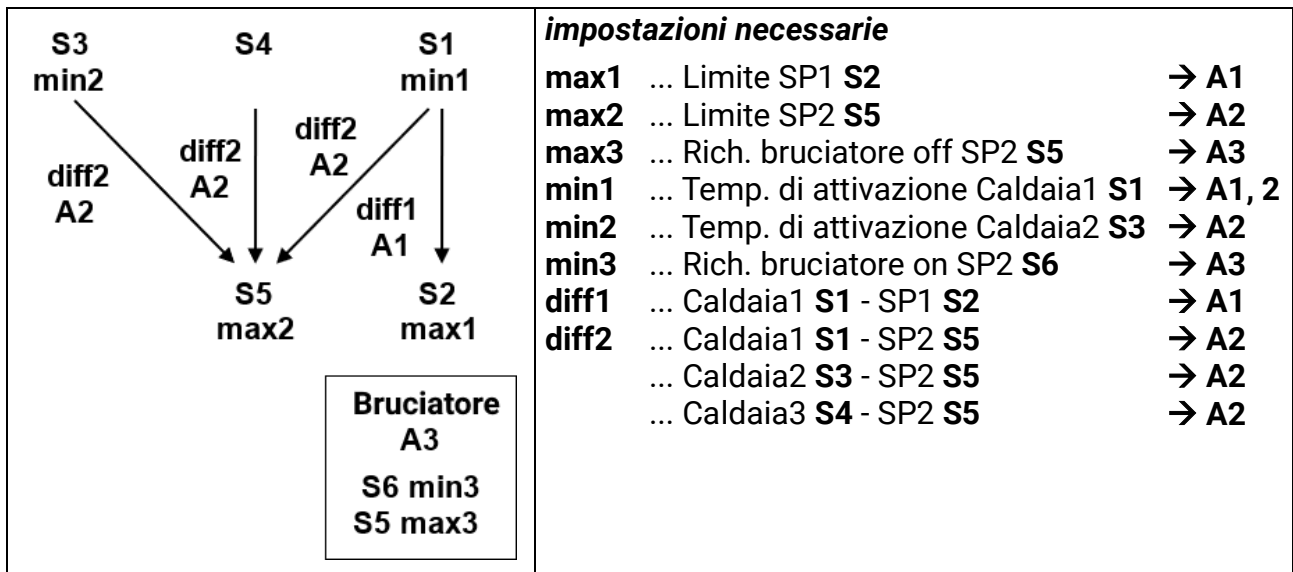 S3 S4 S1
min2 min1
diff2
A2
diff2
A2
diff2
A2
diff1
A1
S5 S2
max2 max1
Bruciatore
A3
S6 min3
S5 max3
impostazioni necessarie
max1 ... Limite SP1 S2 → A1
max2 ... Limite SP2 S5 → A2
max3 ... Rich. bruciatore off SP2 S5 → A3
min1 ... Temp. di attivazione Caldaia1 S1 → A1, 2
min2 ... Temp. di attivazione Caldaia2 S3 → A2
min3 ... Rich. bruciatore on SP2 S6 → A3
diff1 ... Caldaia1 S1 - SP1 S2 → A1
diff2 ... Caldaia1 S1 - SP2 S5 → A2
... Caldaia2 S3 - SP2 S5 → A2
... Caldaia3 S4 - SP2 S5 → A2